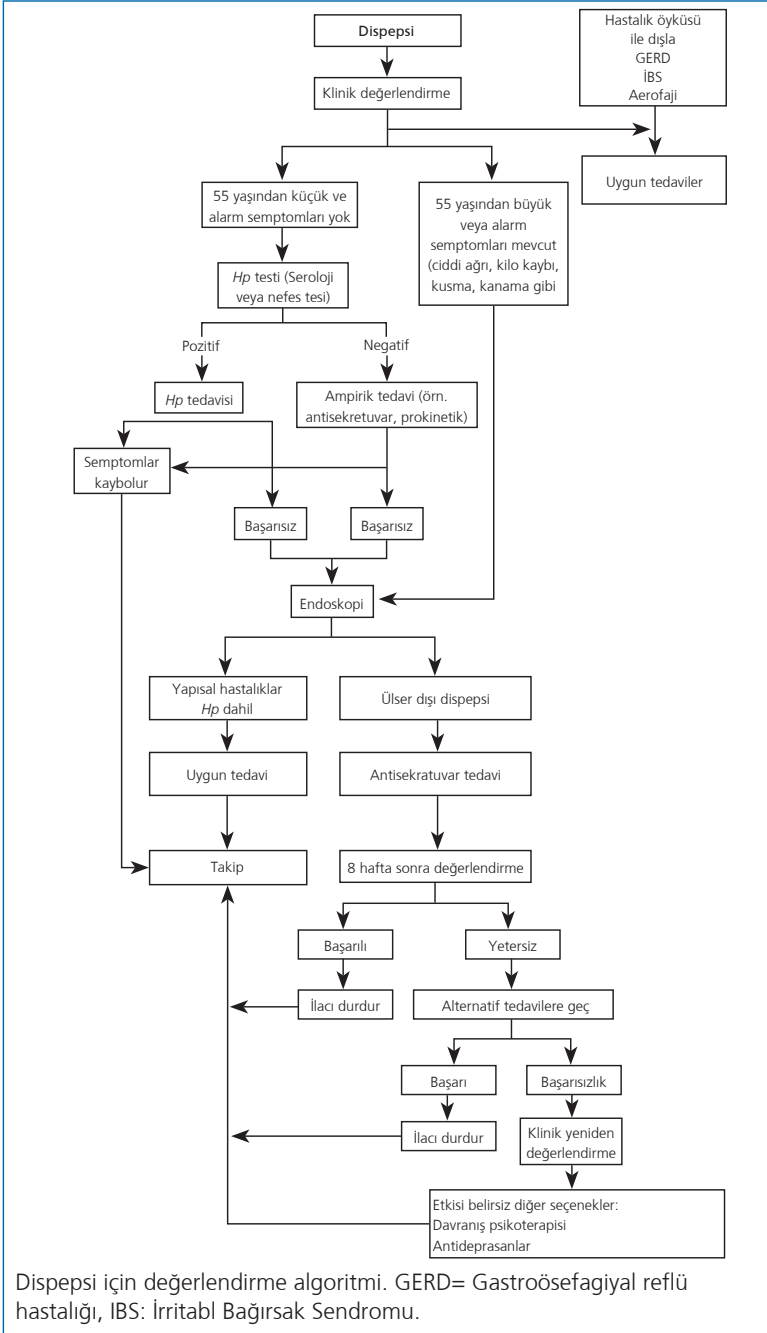 Dispepsi
Hastalık öyküsü
ile dışla
GERD
İBS
Aerofaji
Klinik değerlendirme
Uygun tedaviler
55 yaşından küçük ve
alarm semptomları yok
55 yaşından büyük
veya alarm
semptomları mevcut
(ciddi ağrı, kilo kaybı,
kusma, kanama gibi
Hp testi (Seroloji
veya nefes tesi)
Pozitif
Negatif
Hp tedavisi
Ampirik tedavi (örn.
antisekretuvar, prokinetik)
Semptomlar
kaybolur
Başarısız
Başarısız
Endoskopi
Yapısal hastalıklar
Hp dahil
Ülser dışı dispepsi
Uygun tedavi
Antisekratuvar tedavi
Takip
8 hafta sonra değerlendirme
Başarılı
Yetersiz
İlacı durdur
Alternatif tedavilere geç
Başarı
Başarısızlık
İlacı durdur
Klinik yeniden
değerlendirme
Etkisi belirsiz diğer seçenekler:
Davranış psikoterapisi
Antideprasanlar
Dispepsi için değerlendirme algoritmi. GERD= Gastroösefagiyal reflü
hastalığı, IBS: İrritabl Bağırsak Sendromu.